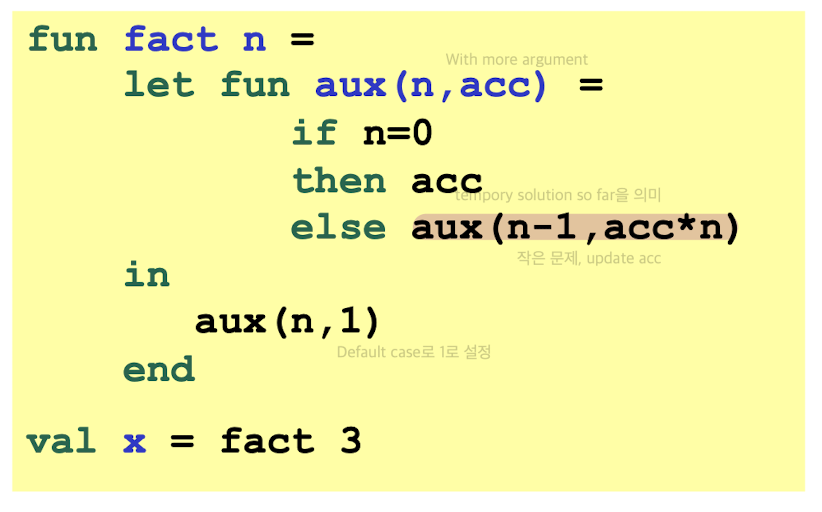 fun fact n =
With more argument
let fun aux(n,acc) =
if n=0
then acc
tempory solution so far을 의미
else aux(n-1,acc*n)
작은 문제, update acc
in
aux(n,1)
Default case로 1로 설정
end
val x = fact 3